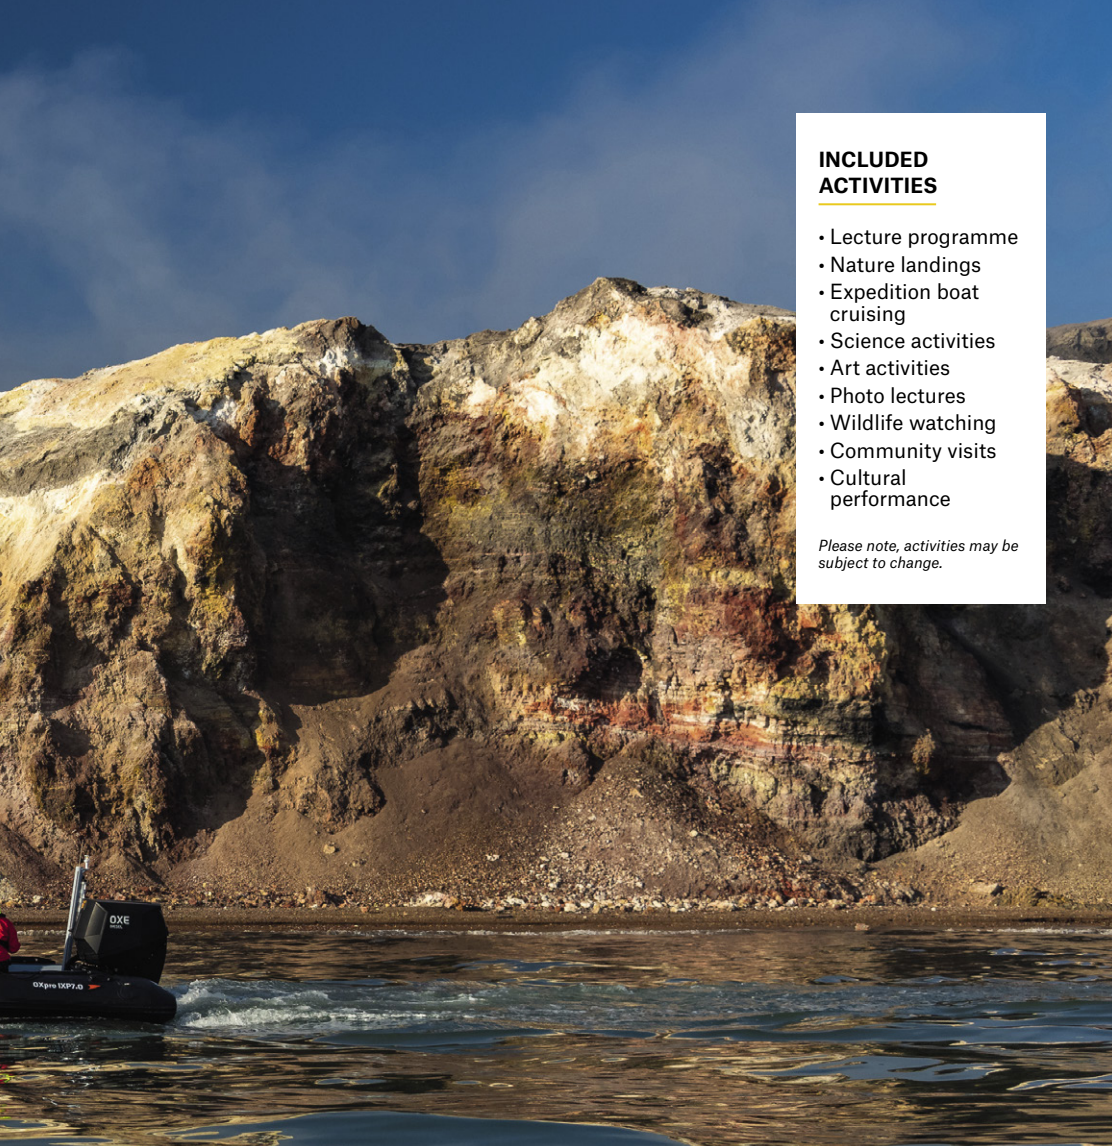 INCLUDED
ACTIVITIES
• Lecture programme
• Nature landings
• Expedition boat
cruising
• Science activities
• Art activities
• Photo lectures
• Wildlife watching
• Community visits
• Cultural
performance
Please note, activities may be
subject to change.
OXE
DIESEL
OXpro IXP7.0